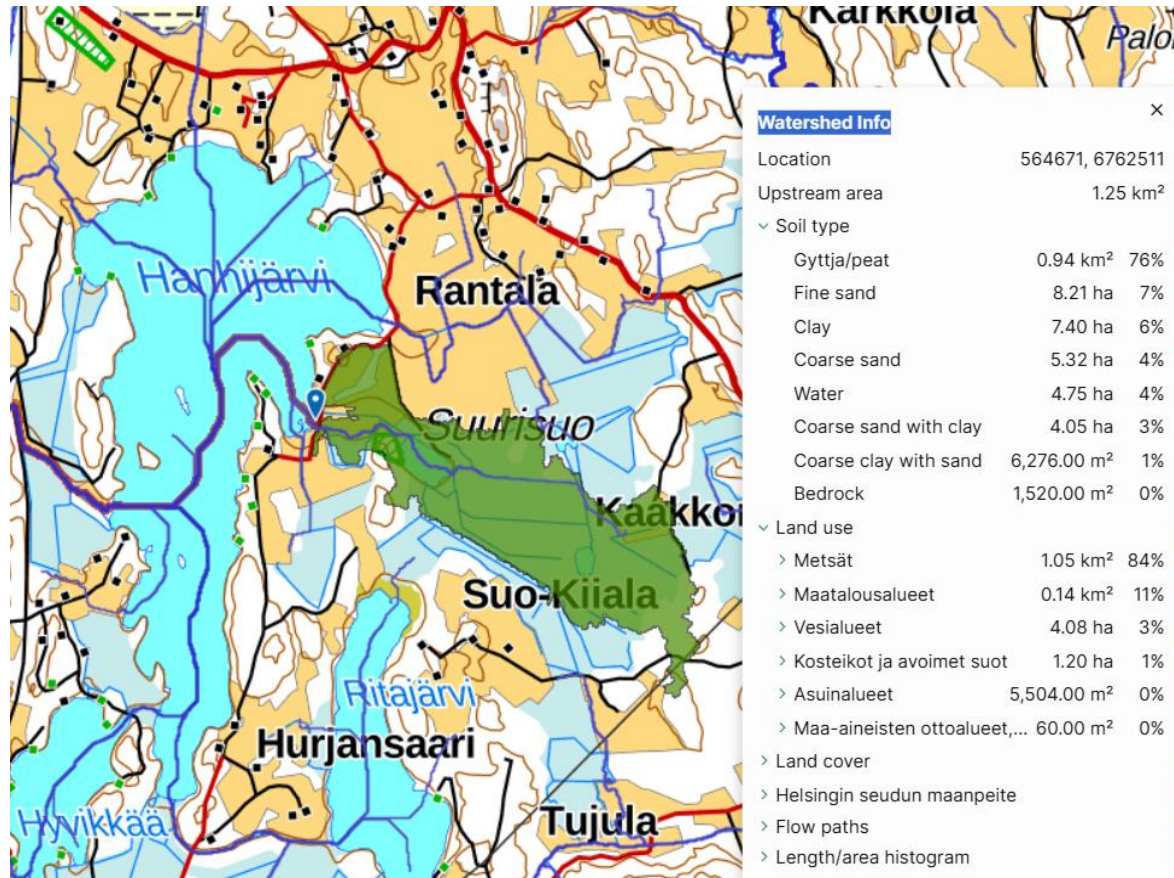 Kärkkölä
Hanhijärvi
Rantala
Suurisuo
Suo-Kiiala
Ritajärvi
Hurjansaari
Hyvikkää
Tujula
Watershed Info ×
Location 564671, 6762511
Upstream area 1.25 km²
Soil type
Gyttja/peat 0.94 km² 76%
Fine sand 8.21 ha 7%
Clay 7.40 ha 6%
Coarse sand 5.32 ha 4%
Water 4.75 ha 4%
Coarse sand with clay 4.05 ha 3%
Coarse clay with sand 6,276.00 m² 1%
Bedrock 1,520.00 m² 0%
Land use
Metsät 1.05 km² 84%
Maatalousalueet 0.14 km² 11%
Vesialueet 4.08 ha 3%
Kosteikot ja avoimet suot 1.20 ha 1%
Asuinalueet 5,504.00 m² 0%
Maa-aineisten ottoalueet,... 60.00 m² 0%
Land cover
Helsingin seudun maanpeite
Flow paths
Length/area histogram